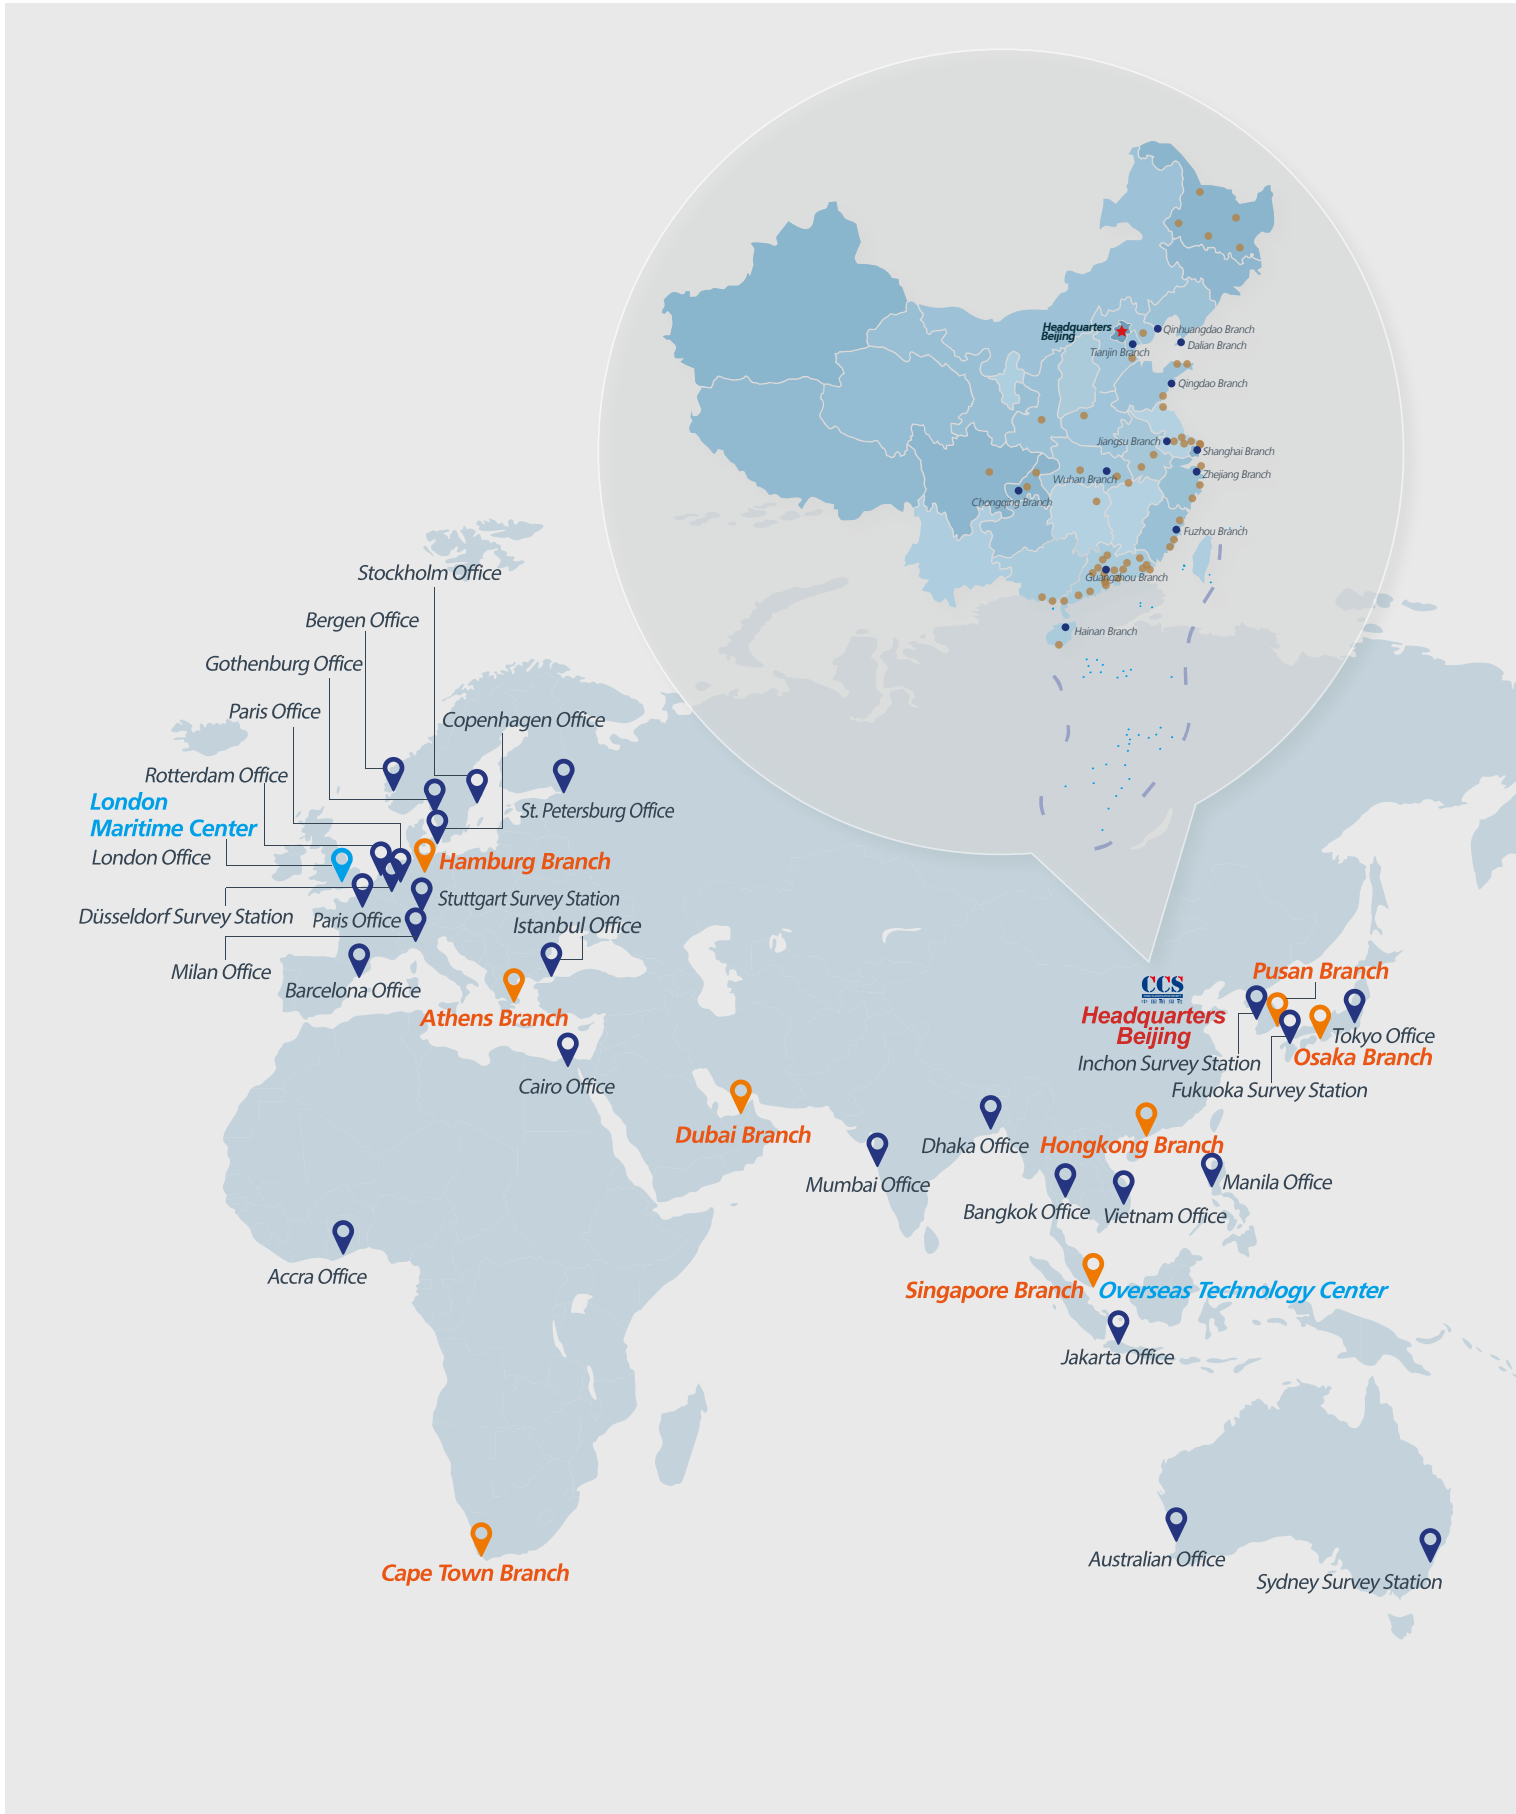 Headquarters
Beijing
Qinhuangdao Branch
Tianjin Branch
Dalian Branch
Qingdao Branch
Jiangsu Branch
Shanghai Branch
Wuhan Branch
Zhejiang Branch
Chongqing Branch
Fuzhou Branch
Guangzhou Branch
Hainan Branch
Stockholm Office
Bergen Office
Gothenburg Office
Paris Office
Copenhagen Office
Rotterdam Office
London
Maritime Center
St. Petersburg Office
London Office
Hamburg Branch
Stuttgart Survey Station
Düsseldorf Survey Station
Paris Office
Istanbul Office
Milan Office
Barcelona Office
Athens Branch
Cairo Office
Pusan Branch
CCS
Headquarters
Beijing
Tokyo Office
Osaka Branch
Inchon Survey Station
Fukuoka Survey Station
Dubai Branch
Dhaka Office
Hongkong Branch
Mumbai Office
Manila Office
Bangkok Office
Vietnam Office
Accra Office
Singapore Branch
Overseas Technology Center
Jakarta Office
Cape Town Branch
Australian Office
Sydney Survey Station